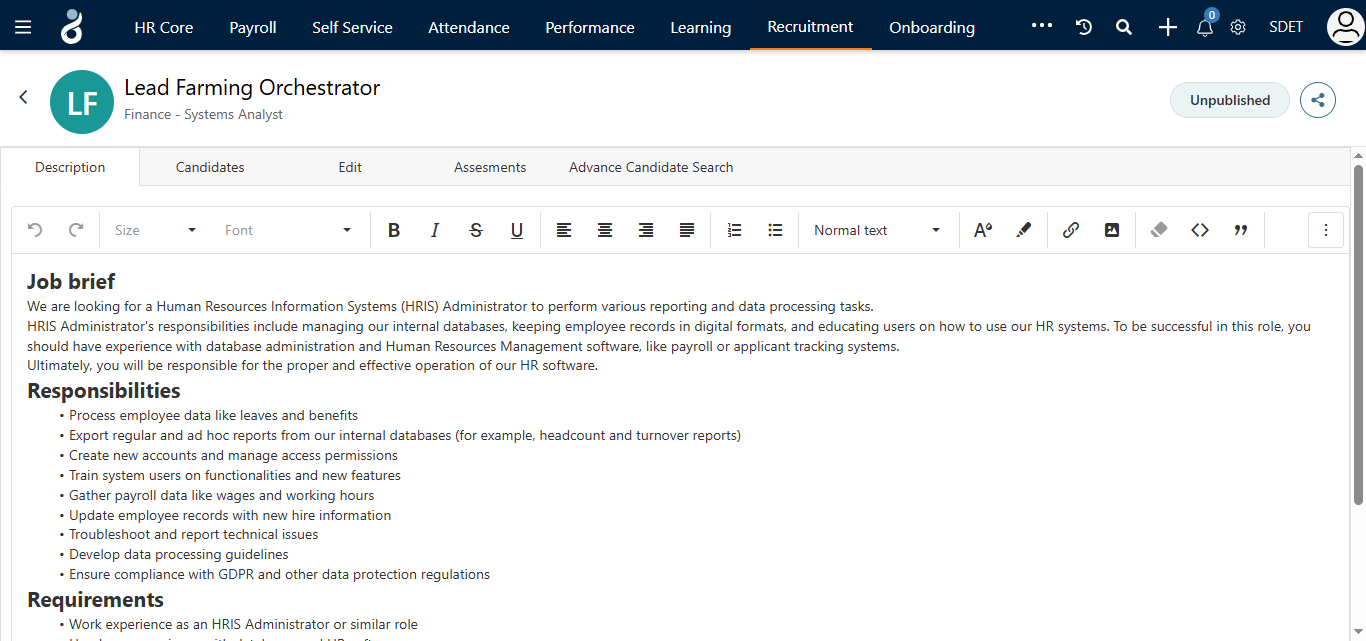 HR Core Payroll Self Service Attendance Performance Learning Recruitment Onboarding 0 SDET
LF
Lead Farming Orchestrator
Finance - Systems Analyst
Unpublished
Description Candidates Edit Assesments Advance Candidate Search
Size Font B I S U Normal text A
Job brief
We are looking for a Human Resources Information Systems (HRIS) Administrator to perform various reporting and data processing tasks.
HRIS Administrator's responsibilities include managing our internal databases, keeping employee records in digital formats, and educating users on how to use our HR systems. To be successful in this role, you
should have experience with database administration and Human Resources Management software, like payroll or applicant tracking systems.
Ultimately, you will be responsible for the proper and effective operation of our HR software.
Responsibilities
• Process employee data like leaves and benefits
• Export regular and ad hoc reports from our internal databases (for example, headcount and turnover reports)
• Create new accounts and manage access permissions
• Train system users on functionalities and new features
• Gather payroll data like wages and working hours
• Update employee records with new hire information
• Troubleshoot and report technical issues
• Develop data processing guidelines
• Ensure compliance with GDPR and other data protection regulations
Requirements
• Work experience as an HRIS Administrator or similar role